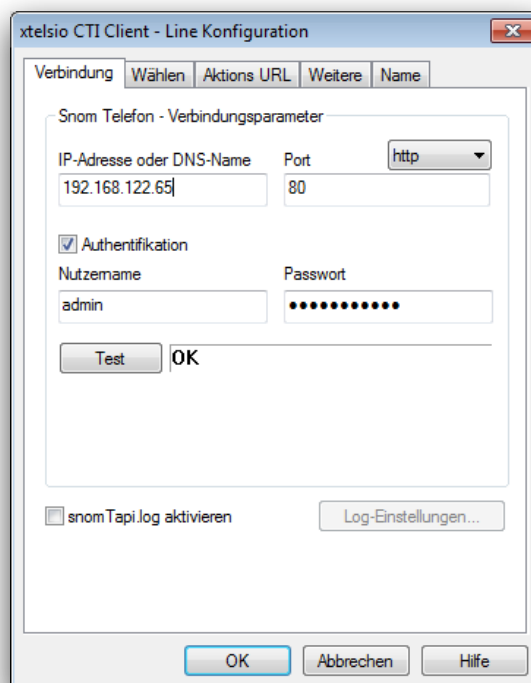 xtelsio CTI Client - Line Konfiguration
Verbindung Wählen Aktions URL Weitere Name
Snom Telefon - Verbindungsparameter
IP-Adresse oder DNS-Name Port http
192.168.122.65 80
Authentifikation
Nutzername Passwort
admin •••••••••••
Test OK
snomTapi.log aktivieren Log-Einstellungen...
OK Abbrechen Hilfe